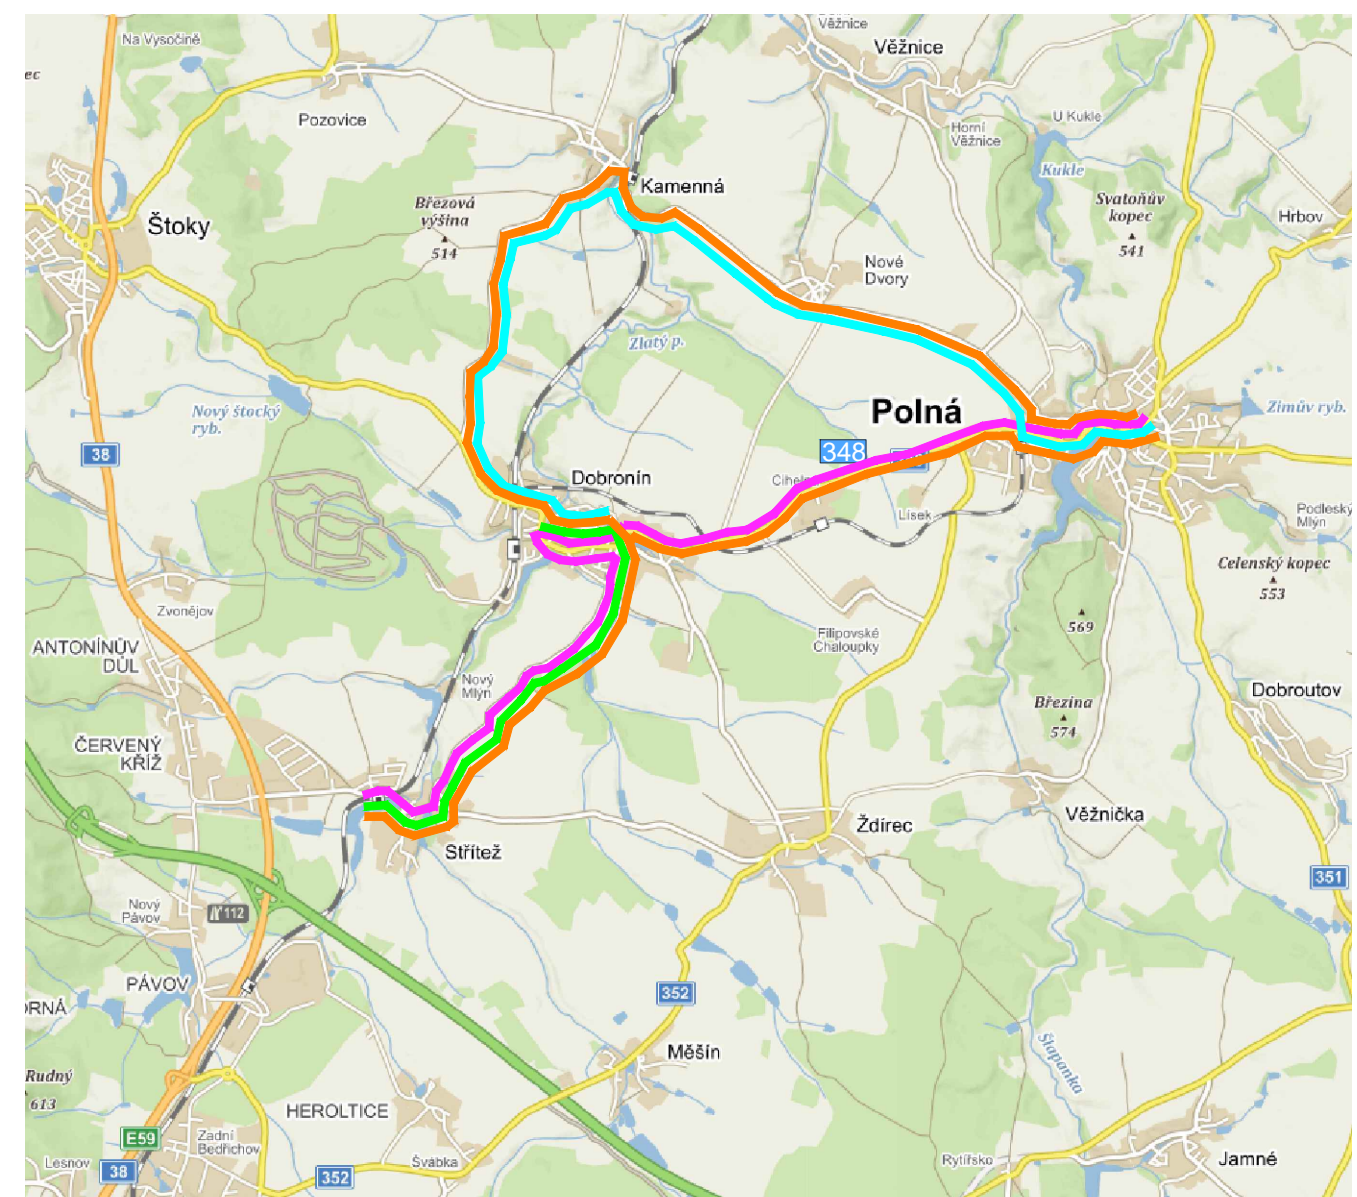 Věžnice
Na Vysočině
Věžnice
ec
Pozovice
U Kukle
Horní
Věžnice
Kukle
Kamenná
Březová
výšina
514
Svatoňův
kopec
541
Hrbov
Štoky
Nové
Dvory
Zlatý p.
Nový štocký
ryb.
Polná
Zimův ryb.
348
38
Dobronín
Cihel
Lísek
Podleský
Mlýn
Celenský kopec
553
Zvonějov
569
Filipovské
Chaloupky
ANTONÍNŮV
DŮL
Nový
Mlýn
Dobroutov
Březina
574
ČERVENÝ
KŘÍŽ
Věžnička
Ždírec
Střítež
351
Nový
Pávov
112
PÁVOV
352
ORNÁ
Měšín
Šlapanka
Rudný
613
HEROLTICE
E59
Zadní
Bedřichov
Lesnov
38
352
Švábka
Rytířsko
Jamné